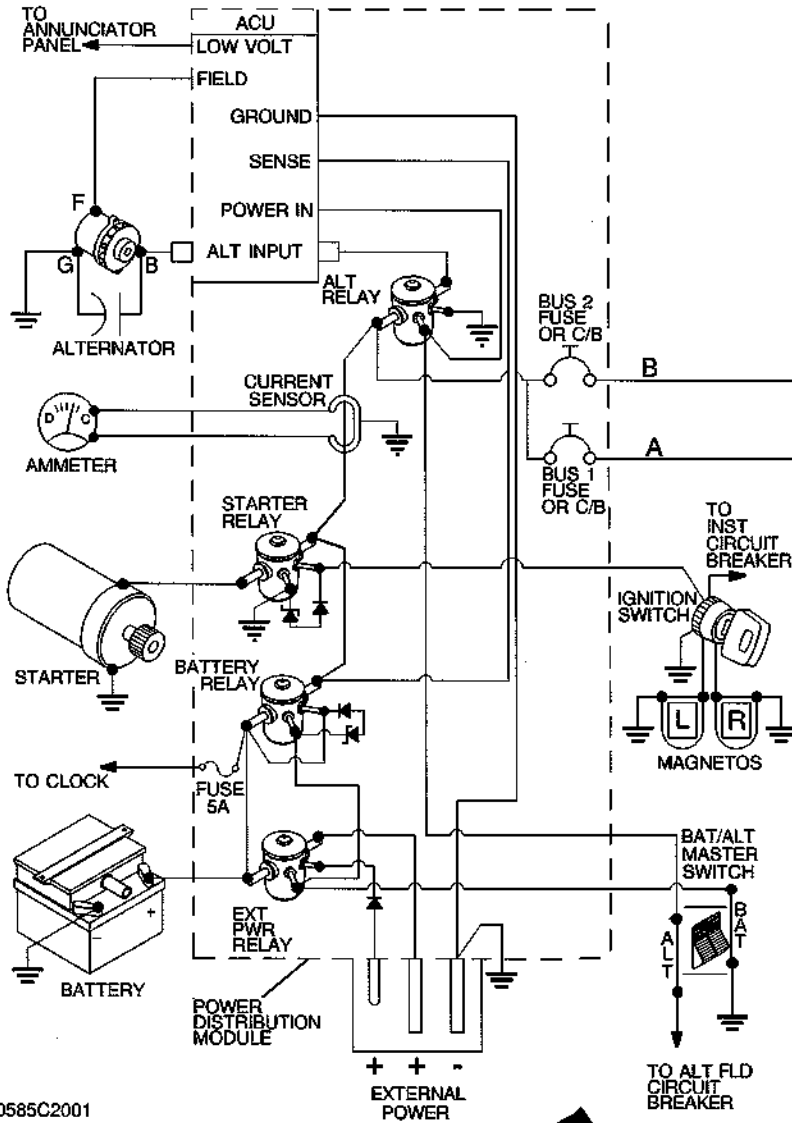 TO
ANNUNCIATOR
PANEL
ACU
LOW VOLT
FIELD
GROUND
SENSE
POWER IN
ALT INPUT
F
G
B
ALTERNATOR
ALT
RELAY
BUS 2
FUSE
OR C/B
B
CURRENT
SENSOR
D
C
AMMETER
A
BUS 1
FUSE
OR C/B
STARTER
RELAY
TO
INST
CIRCUIT
BREAKER
IGNITION
SWITCH
STARTER
BATTERY
RELAY
L
R
MAGNETOS
TO CLOCK
FUSE
5A
BAT/ALT
MASTER
SWITCH
EXT
PWR
RELAY
ALT
BAT
-
+
BATTERY
POWER
DISTRIBUTION
MODULE
+ + -
EXTERNAL
POWER
TO ALT FLD
CIRCUIT
BREAKER
0585C2001